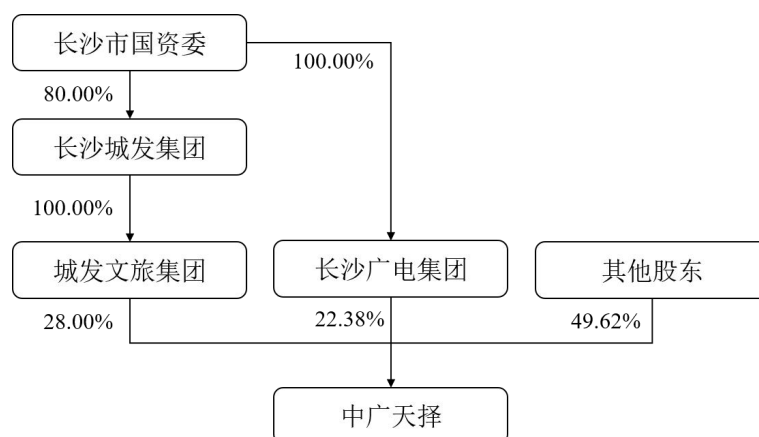 长沙市国资委
100.00%
80.00%
长沙城发集团
100.00%
城发文旅集团
长沙广电集团
其他股东
28.00%
22.38%
49.62%
中广天择